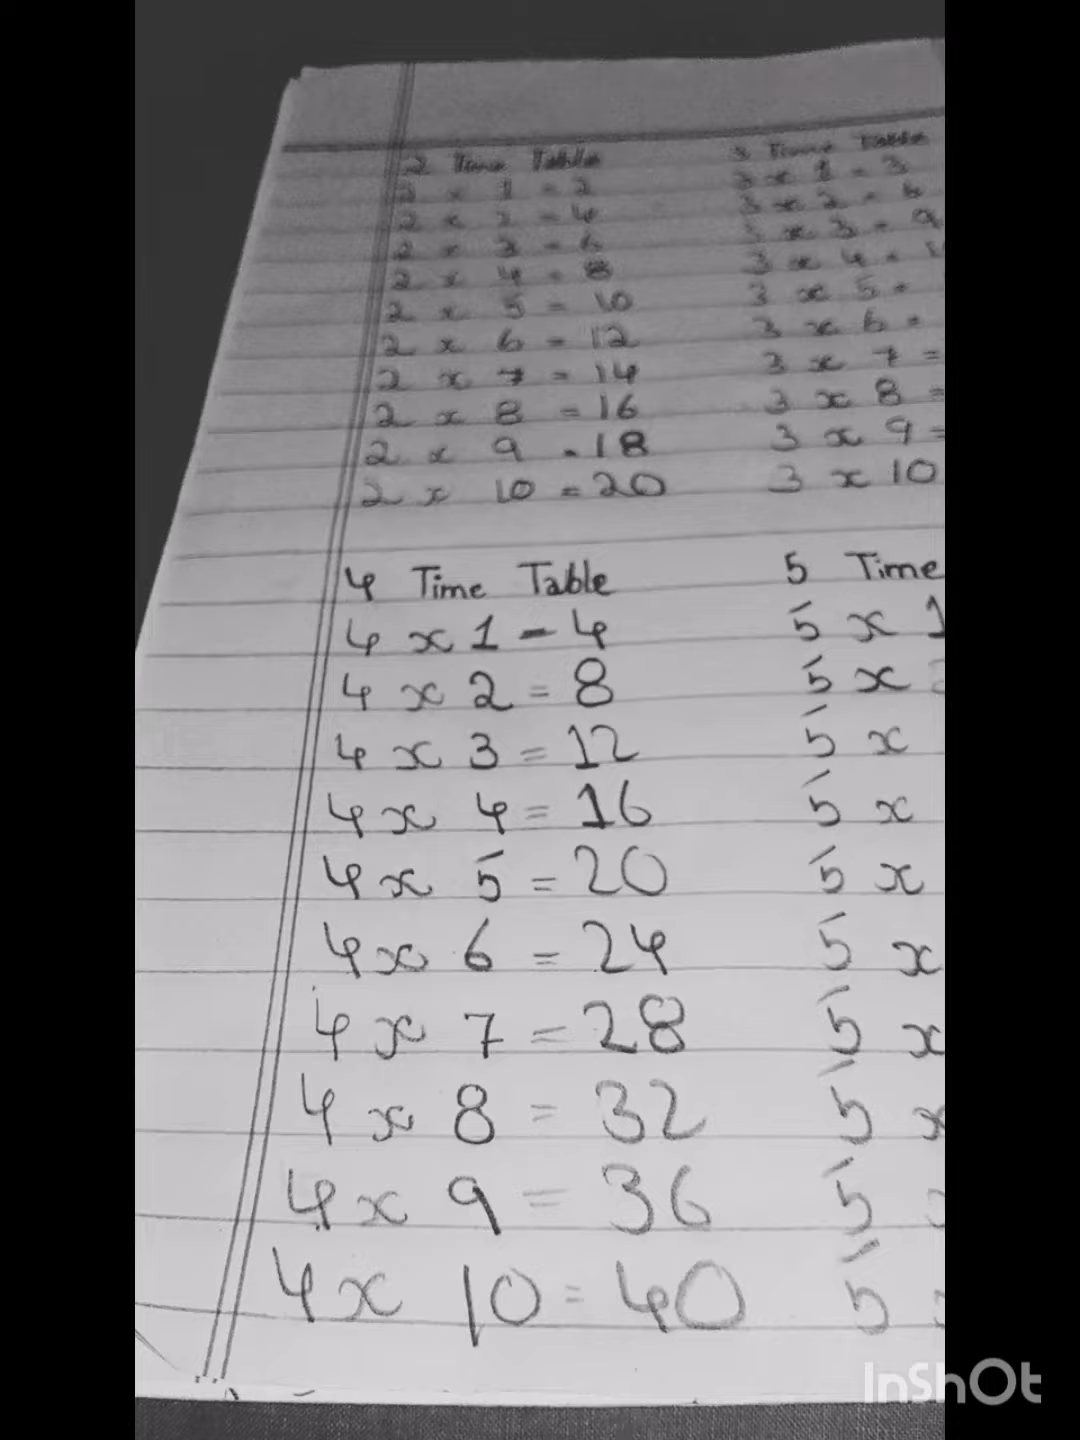 2 Time Table
2 x 1 = 2
2 x 2 = 4
2 x 3 = 6
2 x 4 = 8
2 x 5 = 10
2 x 6 = 12
2 x 7 = 14
2 x 8 = 16
2 x 9 = 18
2 x 10 = 20
3 Time Table
3 x 1 = 3
3 x 2 = 6
3 x 3 = 9
3 x 4 = 1
3 x 5 =
3 x 6 =
3 x 7 =
3 x 8 =
3 x 9 =
3 x 10
4 Time Table
4 x 1 - 4
4 x 2 = 8
4 x 3 = 12
4 x 4 = 16
4 x 5 = 20
4 x 6 = 24
4 x 7 = 28
4 x 8 = 32
4 x 9 = 36
4 x 10 = 40
5 Time
5 x 1
5 x
5 x
5 x
5 x
5 x
5 x
5 x
5
5
InShOt